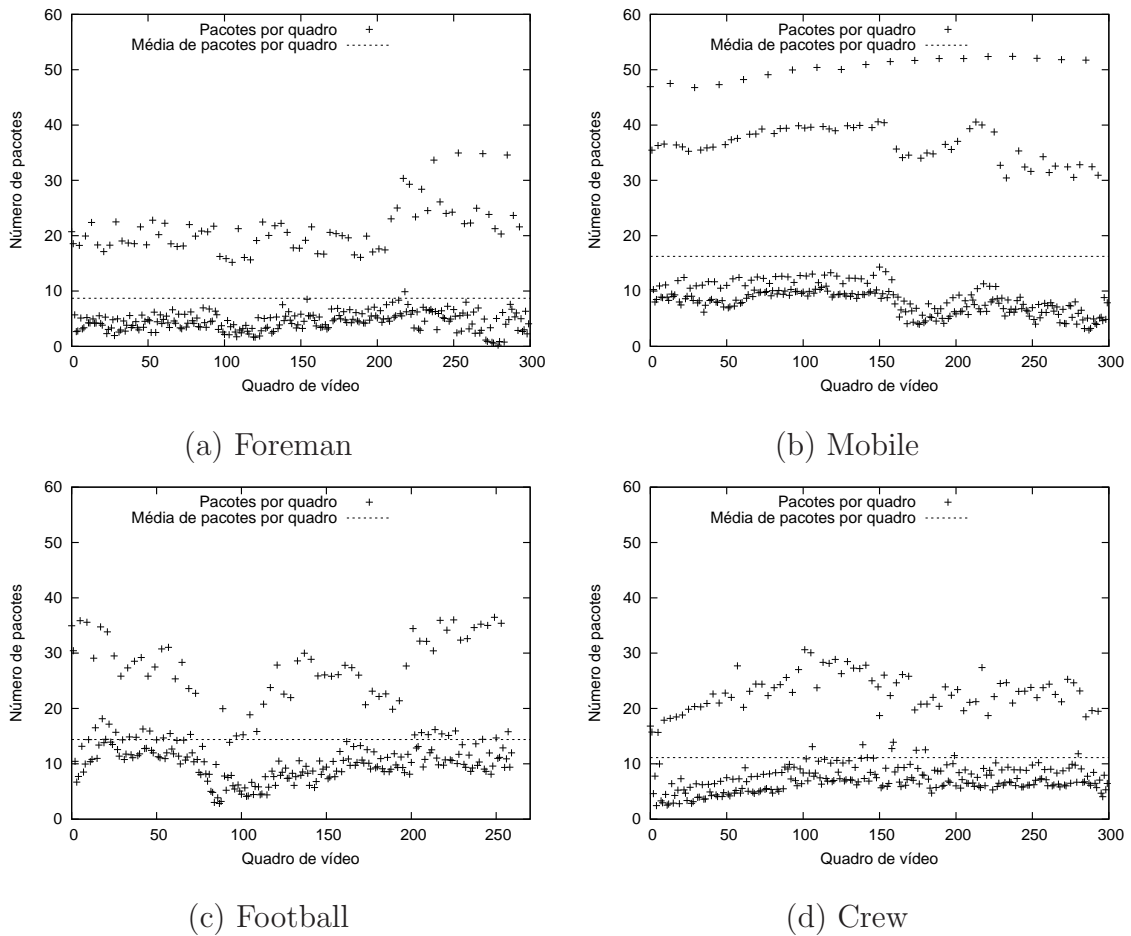 60
50
40
30
20
10
0
Número de pacotes
Pacotes por quadro
Média de pacotes por quadro
0 50 100 150 200 250 300
Quadro de vídeo
(a) Foreman
60
50
40
30
20
10
0
Número de pacotes
Pacotes por quadro
Média de pacotes por quadro
0 50 100 150 200 250 300
Quadro de vídeo
(b) Mobile
60
50
40
30
20
10
0
Número de pacotes
Pacotes por quadro
Média de pacotes por quadro
0 50 100 150 200 250
Quadro de vídeo
(c) Football
60
50
40
30
20
10
0
Número de pacotes
Pacotes por quadro
Média de pacotes por quadro
0 50 100 150 200 250 300
Quadro de vídeo
(d) Crew